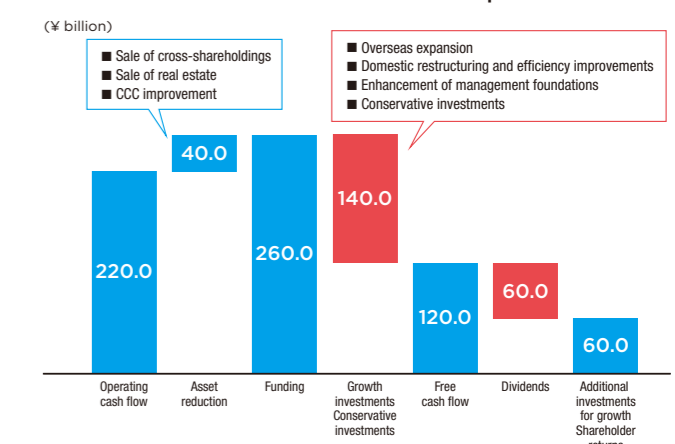 (¥ billion)
■ Sale of cross-shareholdings
■ Sale of real estate
■ CCC improvement
■ Overseas expansion
■ Domestic restructuring and efficiency improvements
■ Enhancement of management foundations
■ Conservative investments
220.0
40.0
260.0
140.0
120.0
60.0
60.0
Operating
cash flow
Asset
reduction
Funding
Growth
investments
Conservative
investments
Free
cash flow
Dividends
Additional
investments
for growth
Shareholder